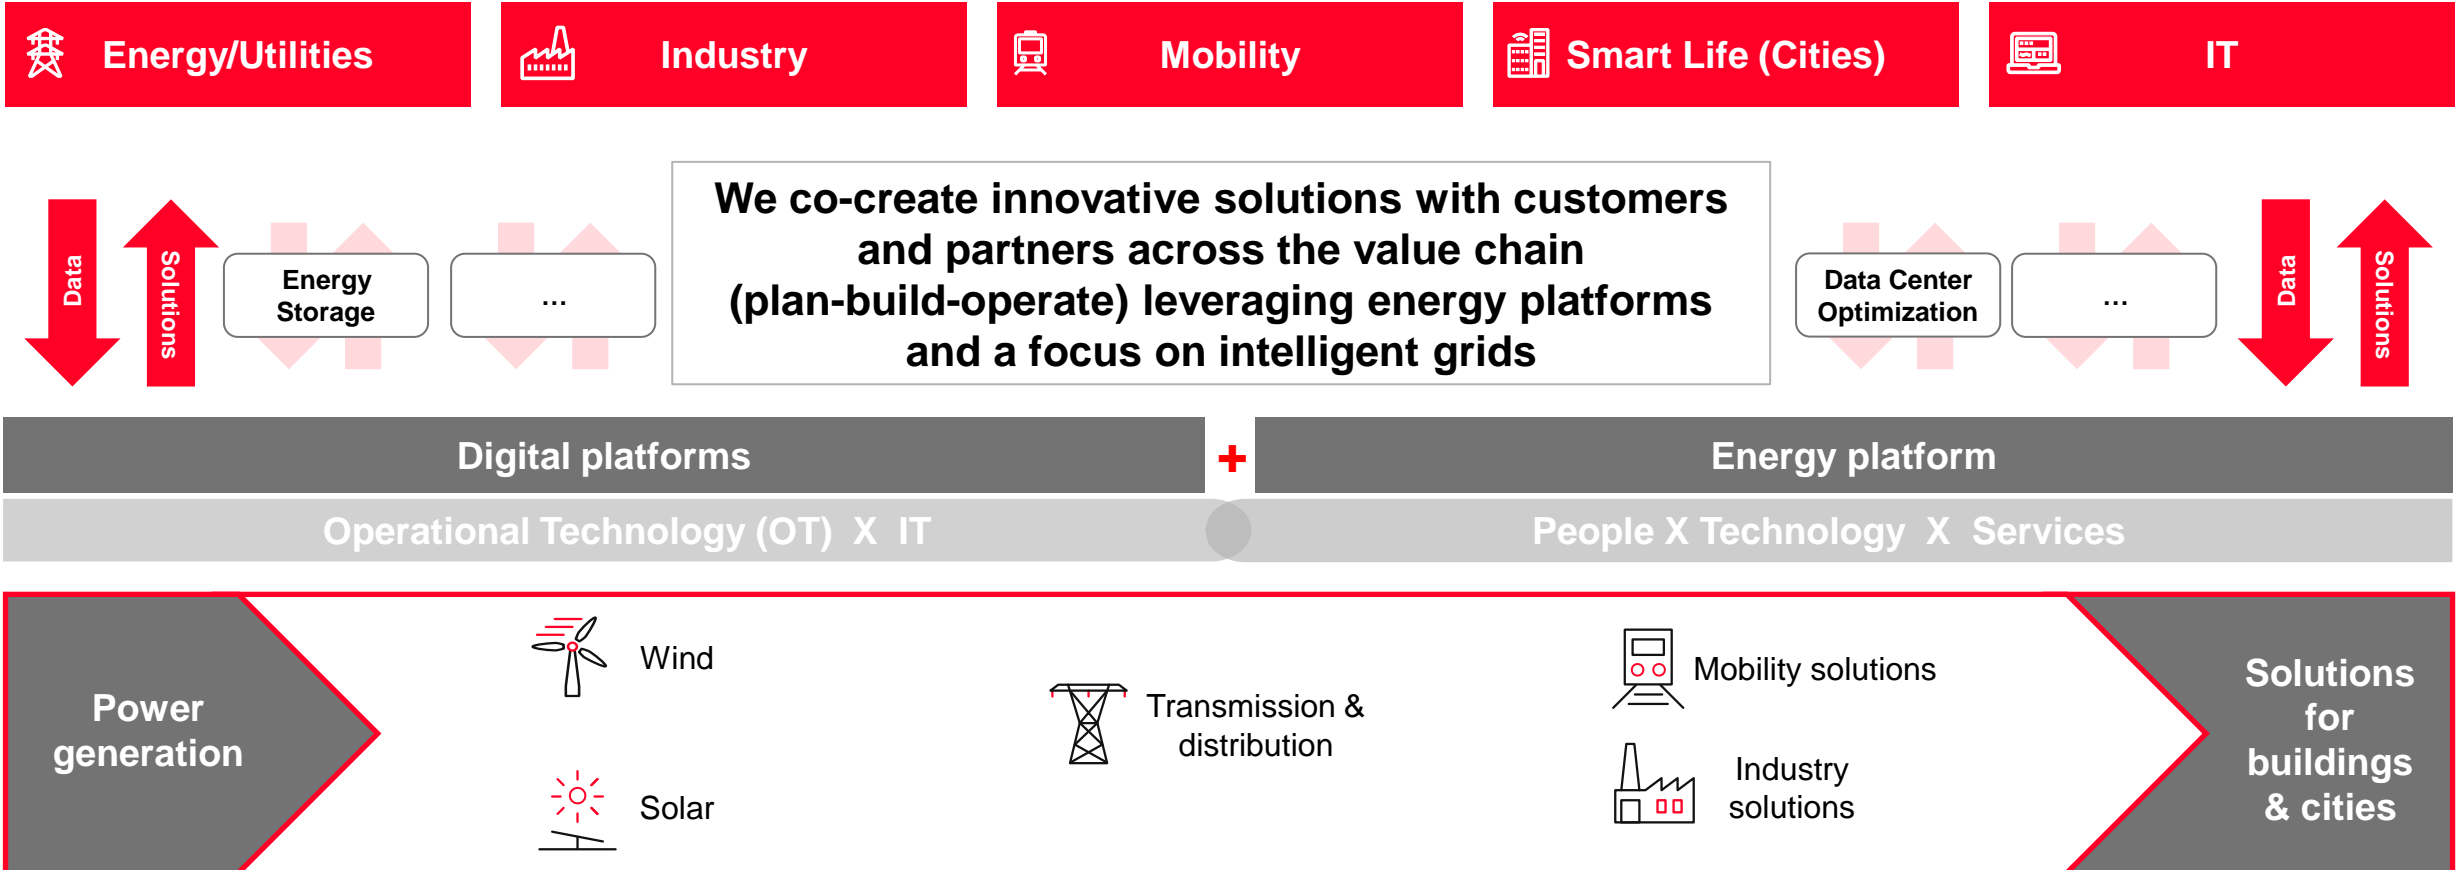 Energy/Utilities
Industry
Mobility
Smart Life (Cities)
IT
Data
Solutions
Energy
Storage
...
We co-create innovative solutions with customers
and partners across the value chain
(plan-build-operate) leveraging energy platforms
and a focus on intelligent grids
Data Center
Optimization
...
Data
Solutions
Digital platforms
+
Energy platform
Operational Technology (OT) X IT
People X Technology X Services
Power
generation
Wind
Solar
Transmission &
distribution
Mobility solutions
Industry
solutions
Solutions
for
buildings
& cities